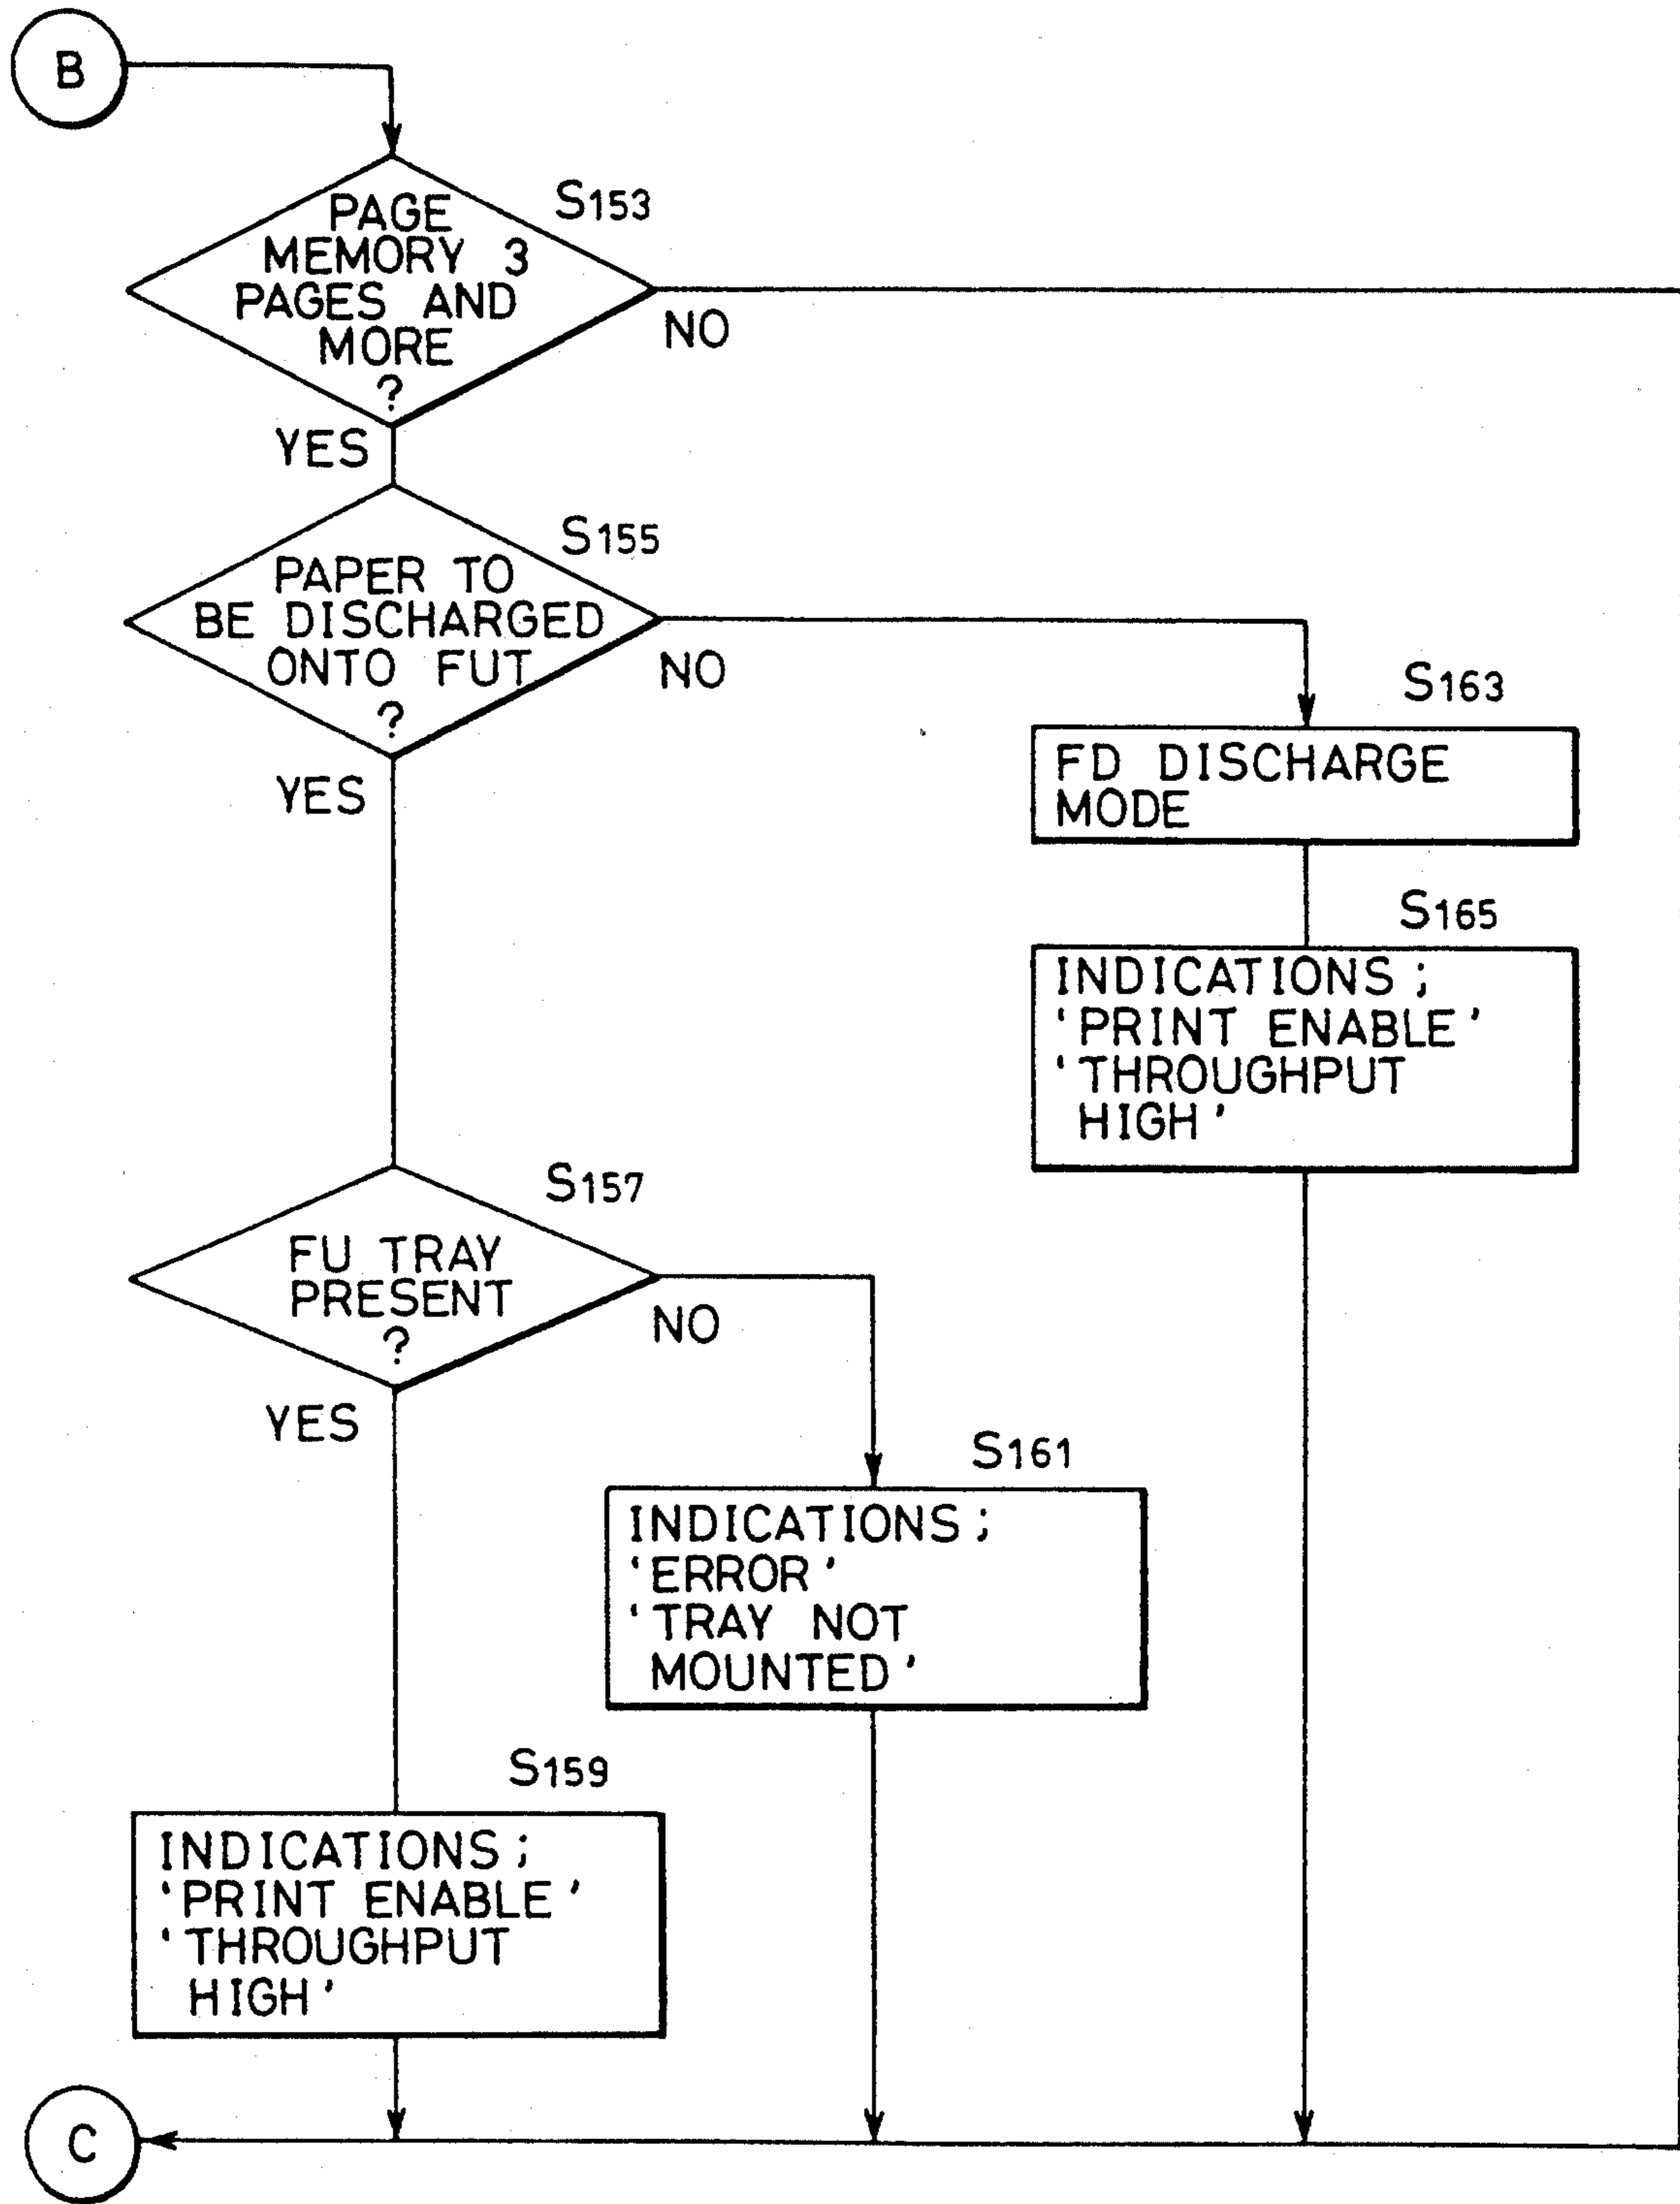 B
S153
PAGE
MEMORY 3
PAGES AND
MORE
?
NO
YES
S155
PAPER TO
BE DISCHARGED
ONTO FUT
?
NO
YES
S163
FD DISCHARGE
MODE
S165
INDICATIONS ;
'PRINT ENABLE'
'THROUGHPUT
HIGH'
S157
FU TRAY
PRESENT
?
NO
YES
S161
INDICATIONS ;
'ERROR'
'TRAY NOT
MOUNTED'
S159
INDICATIONS ;
'PRINT ENABLE'
'THROUGHPUT
HIGH'
C